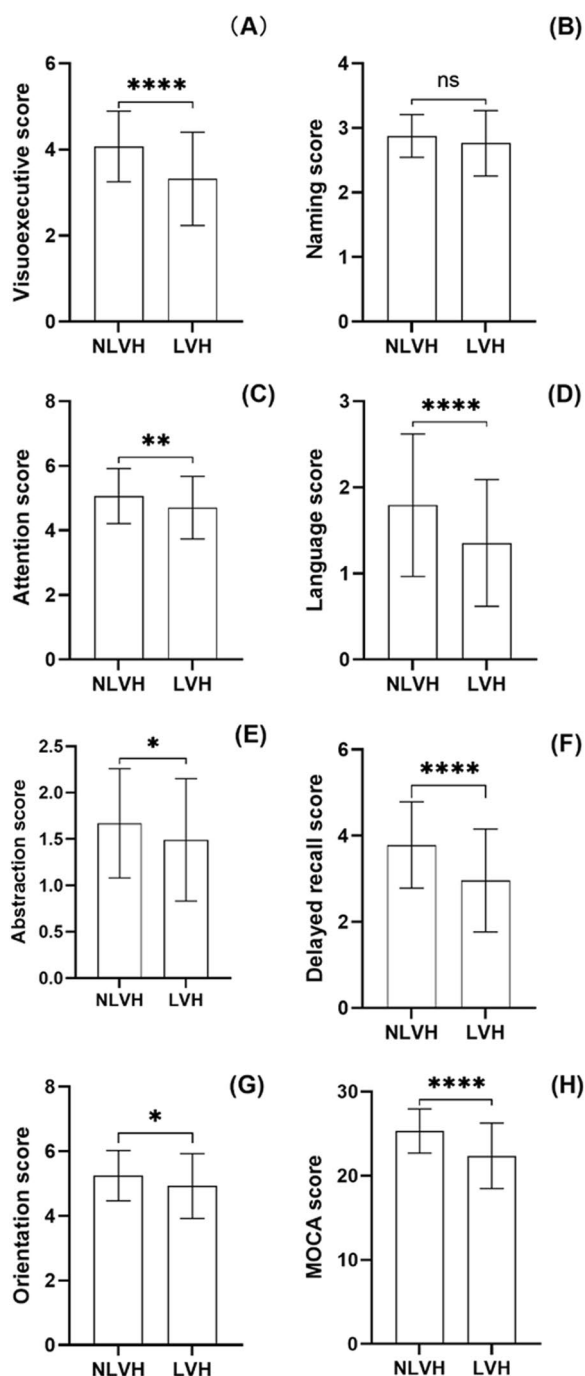 (A)
Visuoexecutive score
6
4
2
0
****
NLVH LVH
(B)
Naming score
4
3
2
1
0
ns
NLVH LVH
(C)
Attention score
8
6
4
2
0
**
NLVH LVH
(D)
Language score
3
2
1
0
****
NLVH LVH
(E)
Abstraction score
2.5
2.0
1.5
1.0
0.5
0.0
*
NLVH LVH
(F)
Delayed recall score
6
4
2
0
****
NLVH LVH
(G)
Orientation score
8
6
4
2
0
*
NLVH LVH
(H)
MOCA score
30
20
10
0
****
NLVH LVH